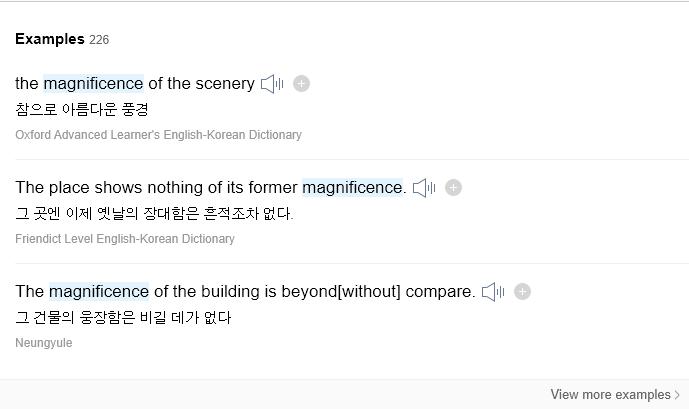 Examples 226
the magnificence of the scenery
참으로 아름다운 풍경
Oxford Advanced Learner's English-Korean Dictionary
The place shows nothing of its former magnificence.
그 곳엔 이제 옛날의 장대함은 흔적조차 없다.
Friendict Level English-Korean Dictionary
The magnificence of the building is beyond[without] compare.
그 건물의 웅장함은 비길 데가 없다
Neungyule
View more examples